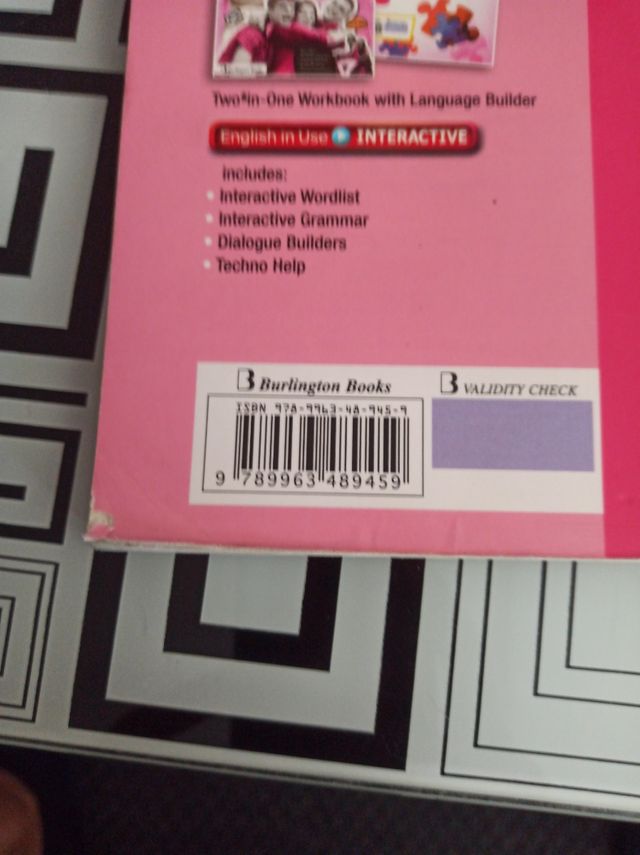 Two-in-One Workbook with Language Builder
English in Use INTERACTIVE
includes:
• Interactive Wordlist
• Interactive Grammar
• Dialogue Builders
• Techno Help
B Burlington Books
B VALIDITY CHECK
ISBN 978-9963-48-945-9
9 789963 489459